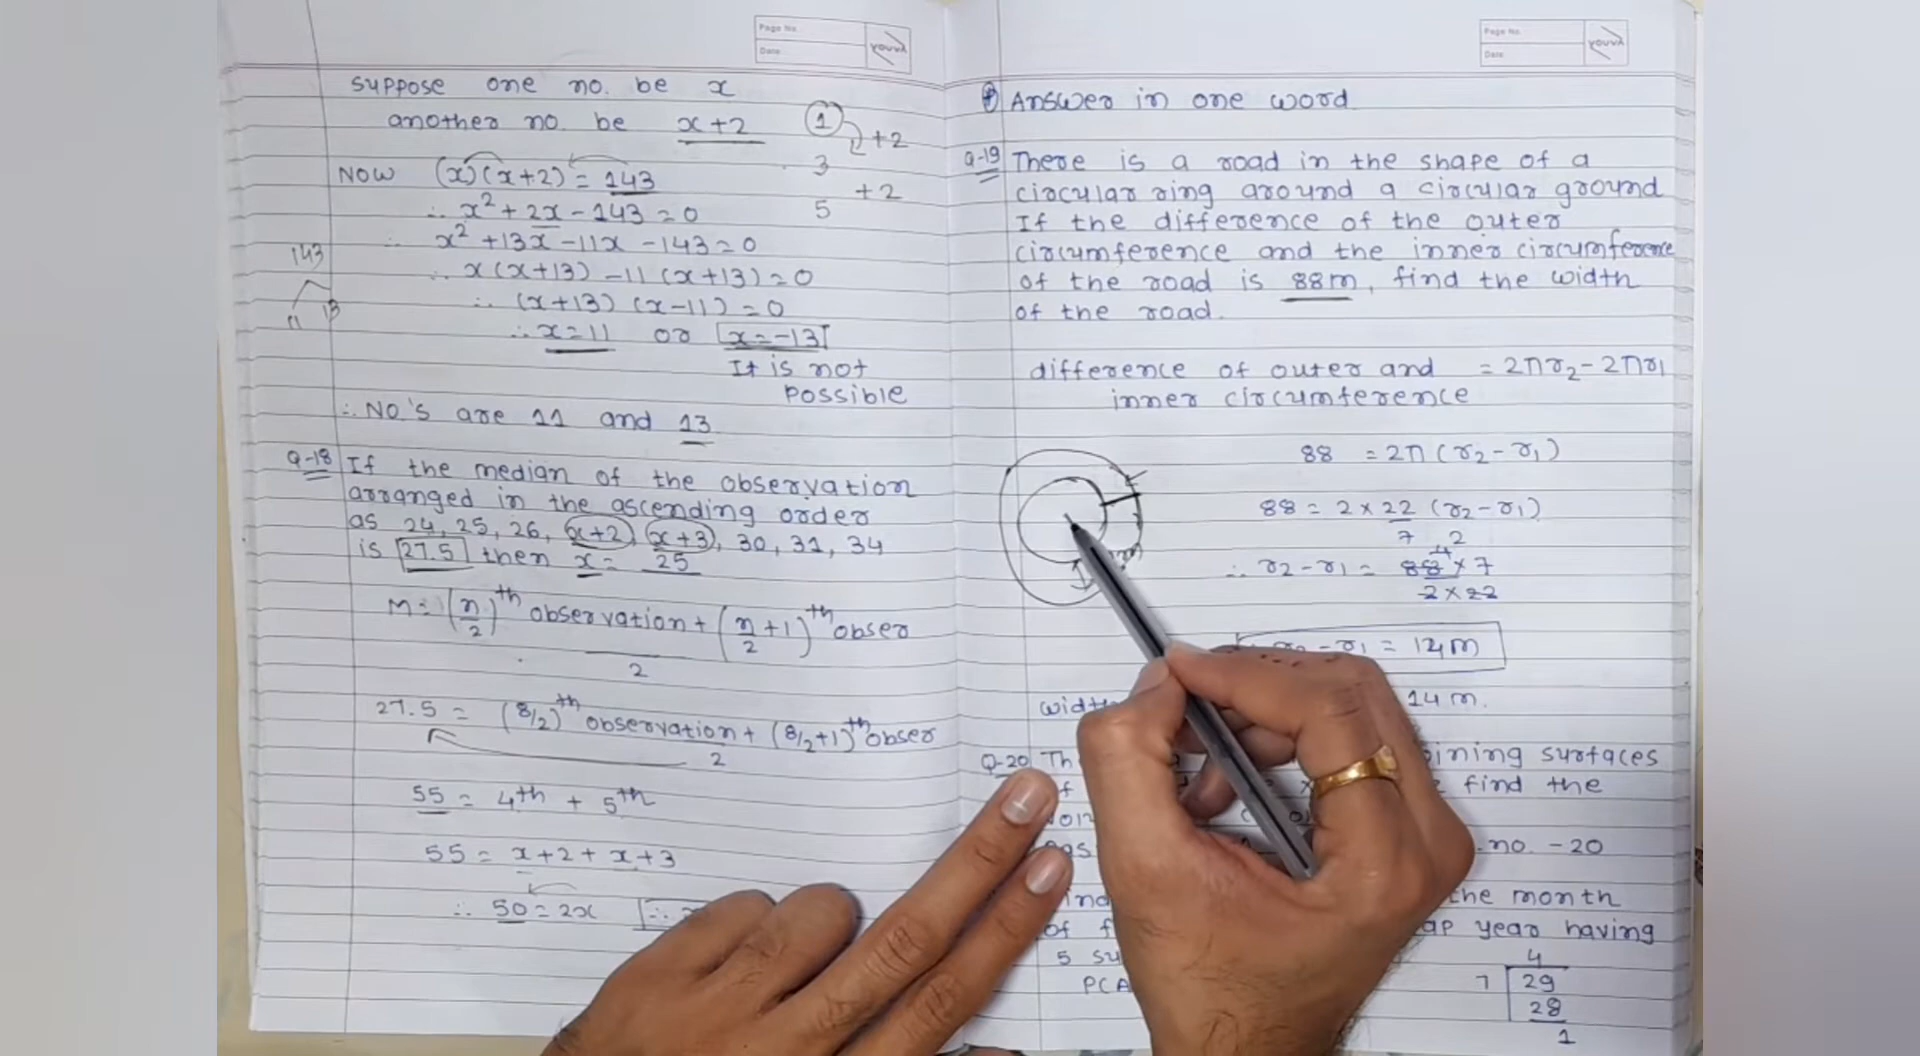 Page No.
Date
YOUVA
suppose one no. be x
another no. be x+2
1
+2
3
+2
5
Now (x)(x+2) = 143
∴ x² + 2x - 143 = 0
∴ x² + 13x - 11x - 143 = 0
∴ x(x+13) - 11(x+13) = 0
∴ (x+13) (x-11) = 0
∴ x = 11 or x = -13
It is not
possible
143
11 13
∴ No's are 11 and 13
Q-18 If the median of the observation
arranged in the ascending order
as 24, 25, 26, (x+2), (x+3), 30, 31, 34
is 27.5 then x = 25
M = (n/2)th observation + (n/2 + 1)th obser
2
27.5 = (8/2)th observation + (8/2+1)th obser
2
55 = 4th + 5th
55 = x+2 + x+3
∴ 50 = 2x
Page No.
Date
YOUVA
Answer in one word
Q-19 There is a road in the shape of a
circular ring around a circular ground
If the difference of the outer
circumference and the inner circumference
of the road is 88m, find the width
of the road.
difference of outer and = 2πr2 - 2πr1
inner circumference
88 = 2π (r2 - r1)
88 = 2 × 22 (r2 - r1)
7
∴ r2 - r1 = 88 × 7
2 × 22
- r1 = 14m
14 m.
Q-20 Th
surfaces
find the
no. - 20
the month
of
year having
5
4
7 29
28
1